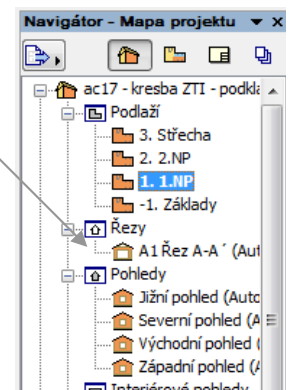 Navigátor - Mapa projektu
ac17 - kresba ZTI - podkla
Podlaží
3. Střecha
2. 2.NP
1. 1.NP
-1. Základy
Řezy
A1 Řez A-A ´ (Aut
Pohledy
Jižní pohled (Auto
Severní pohled (A
Východní pohled (
Západní pohled (A
Interiérové pohledy